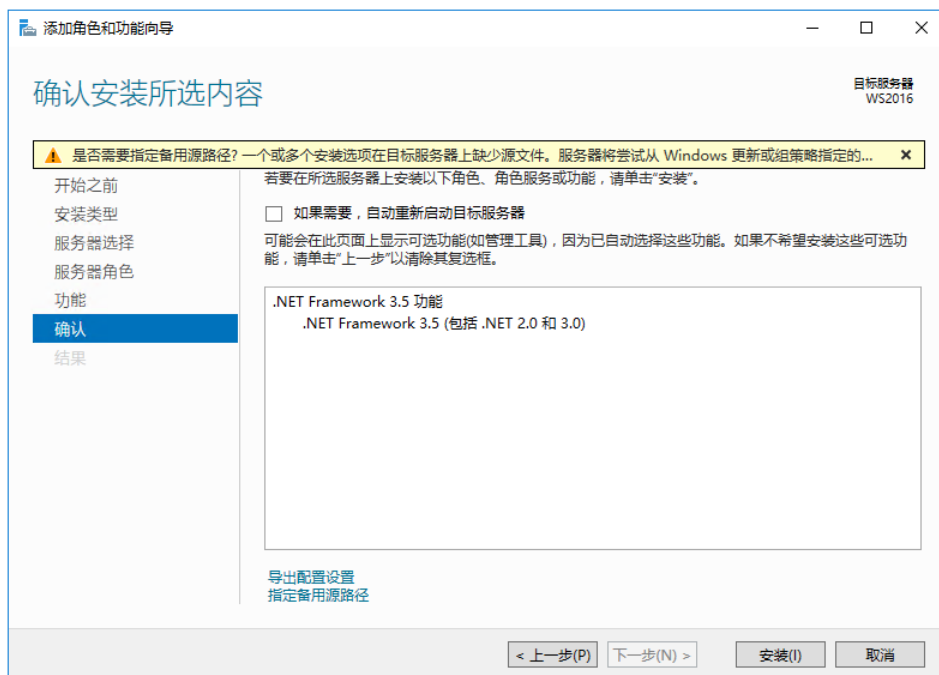 添加角色和功能向导
确认安装所选内容
目标服务器
WS2016
是否需要指定备用源路径? 一个或多个安装选项在目标服务器上缺少源文件。服务器将尝试从 Windows 更新或组策略指定的...
开始之前
安装类型
服务器选择
服务器角色
功能
确认
结果
若要在所选服务器上安装以下角色、角色服务或功能，请单击“安装”。
如果需要，自动重新启动目标服务器
可能会在此页面上显示可选功能(如管理工具)，因为已自动选择这些功能。如果不希望安装这些可选功
能，请单击“上一步”以清除其复选框。
.NET Framework 3.5 功能
.NET Framework 3.5 (包括 .NET 2.0 和 3.0)
导出配置设置
指定备用源路径
< 上一步(P)
下一步(N) >
安装(I)
取消